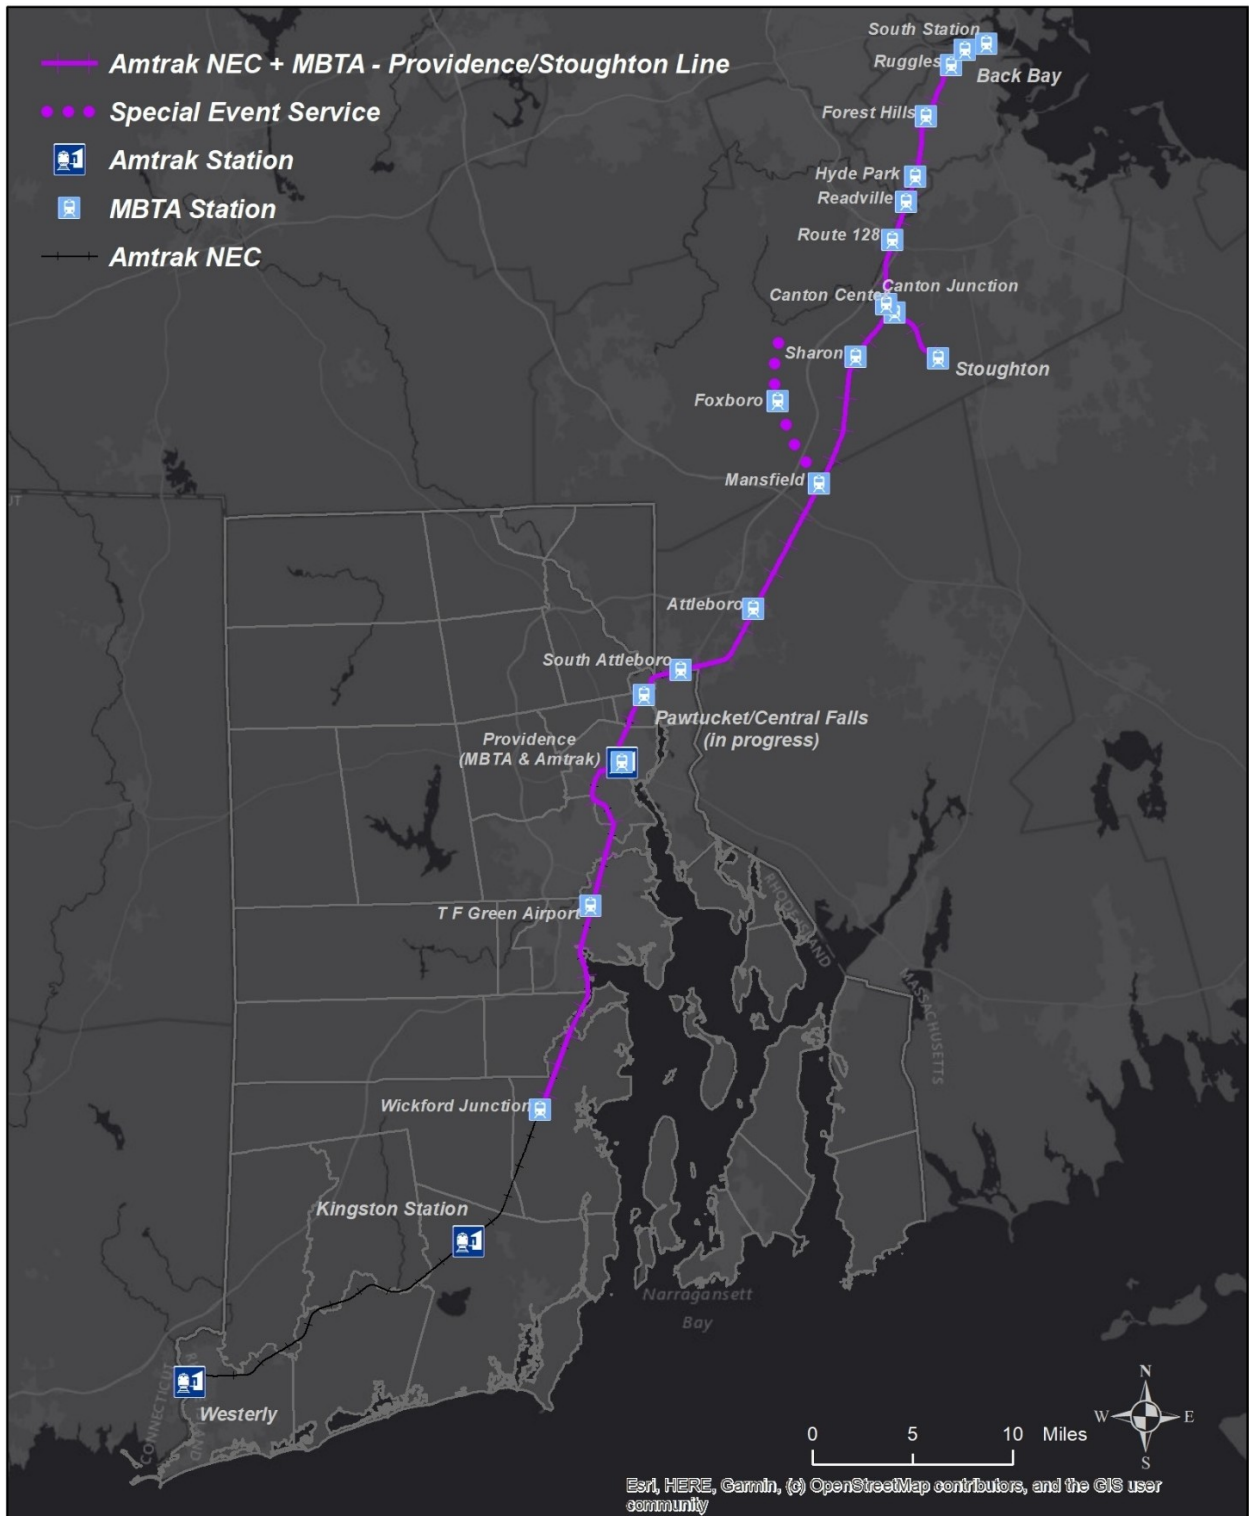 Amtrak NEC + MBTA - Providence/Stoughton Line
Special Event Service
Amtrak Station
MBTA Station
Amtrak NEC
South Station
Ruggles
Back Bay
Forest Hills
Hyde Park
Readville
Route 128
Canton Junction
Canton Cente
Sharon
Stoughton
Foxboro
Mansfield
Attleboro
South Attleboro
Pawtucket/Central Falls
(in progress)
Providence
(MBTA & Amtrak)
T F Green Airport
RHODE ISLAND
MASSACHUSETTS
Wickford Junction
Kingston Station
Narragansett
Bay
CONNECTICUT
Westerly
N
W
E
S
0 5 10 Miles
Esri, HERE, Garmin, (c) OpenStreetMap contributors, and the GIS user
community